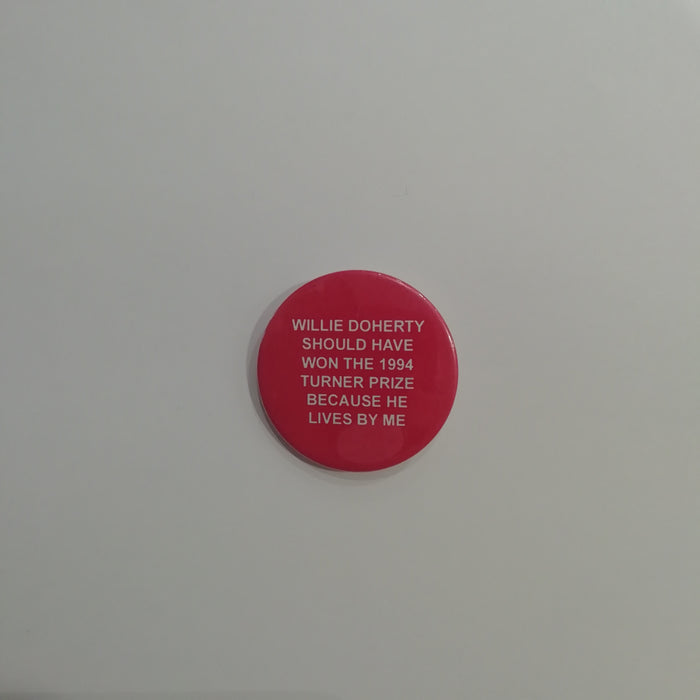 WILLIE DOHERTY
SHOULD HAVE
WON THE 1994
TURNER PRIZE
BECAUSE HE
LIVES BY ME